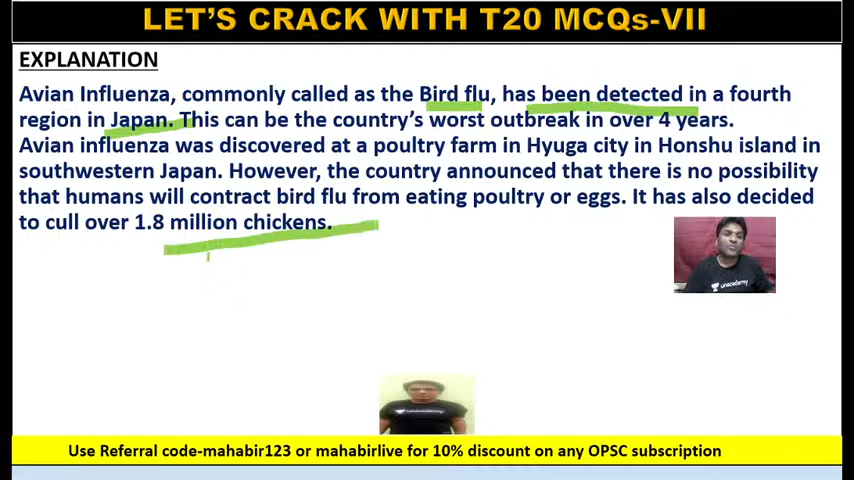 LET'S CRACK WITH T20 MCQs-VII
EXPLANATION
Avian Influenza, commonly called as the Bird flu, has been detected in a fourth
region in Japan. This can be the country's worst outbreak in over 4 years.
Avian influenza was discovered at a poultry farm in Hyuga city in Honshu island in
southwestern Japan. However, the country announced that there is no possibility
that humans will contract bird flu from eating poultry or eggs. It has also decided
to cull over 1.8 million chickens.
unacademy
unacademy
Use Referral code-mahabir123 or mahabirlive for 10% discount on any OPSC subscription